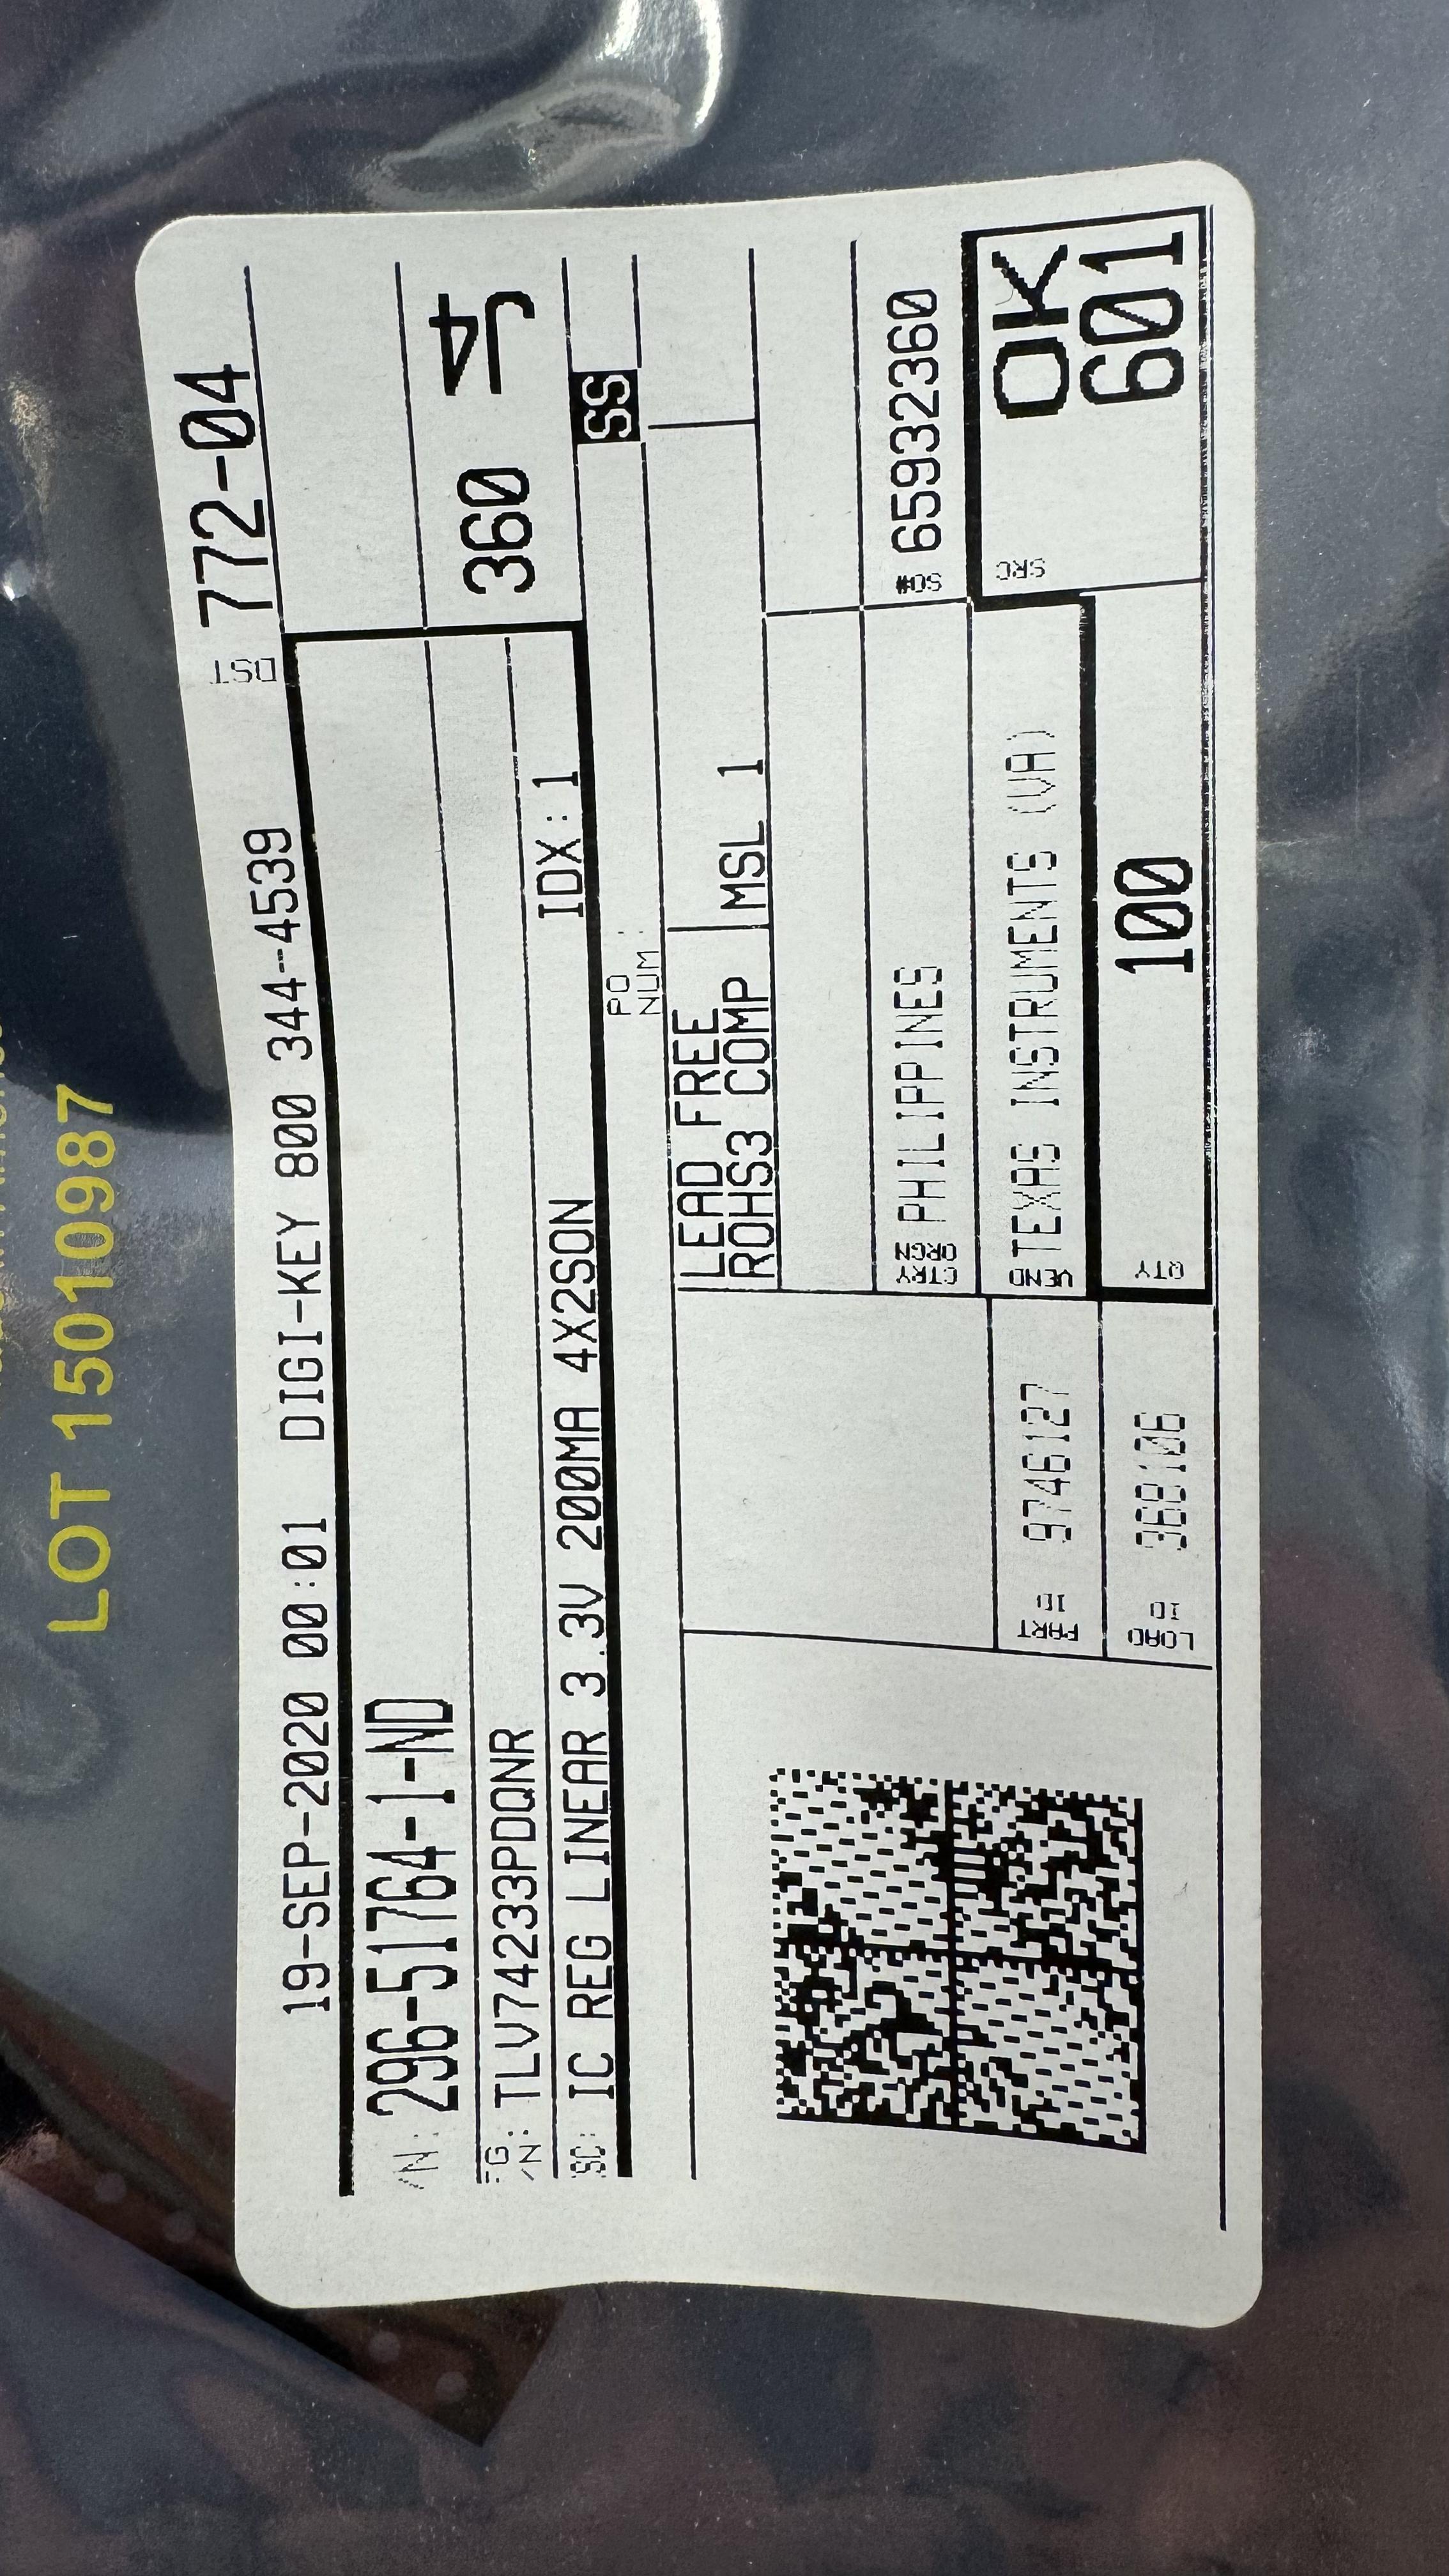 LOT 15010987
DST 772-04
19-SEP-2020 00:01 DIGI-KEY 800 344-4539
/N: 296-51764-1-ND
360 J4
FG:
/N: TLV74233PDQNR
IDX: 1
SC: IC REG LINEAR 3.3V 200MA 4X2SON
SS
PO
NUM:
LEAD FREE
ROHS3 COMP
MSL 1
CTRY
ORGN PHILIPPINES
SO# 65932360
PART
ID 9746127
VEND TEXAS INSTRUMENTS (VA)
SRC OK
601
LOAD
ID 368106
QTY 100